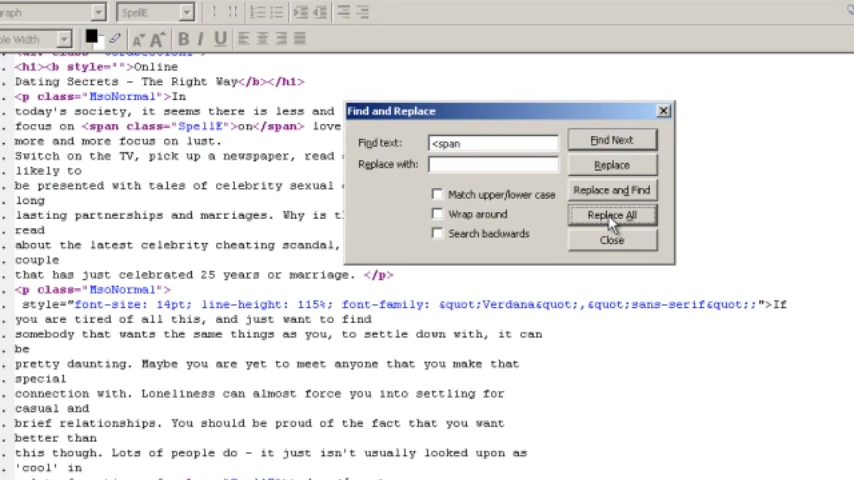 graph SpellE
ble Width A A B I U
<h1><b style="">Online
Dating Secrets - The Right Way</b></h1>
<p class="MsoNormal">In
today's society, it seems there is less and
focus on <span class="SpellE">on</span> love
more and more focus on lust.
Switch on the TV, pick up a newspaper, read
likely to
be presented with tales of celebrity sexual
long
lasting partnerships and marriages. Why is
read
about the latest celebrity cheating scandal,
couple
that has just celebrated 25 years or marriage. </p>
<p class="MsoNormal">
style="font-size: 14pt; line-height: 115%; font-family: &quot;Verdana&quot;,&quot;sans-serif&quot;;">If
you are tired of all this, and just want to find
somebody that wants the same things as you, to settle down with, it can
be
pretty daunting. Maybe you are yet to meet anyone that you make that
special
connection with. Loneliness can almost force you into settling for
casual and
brief relationships. You should be proud of the fact that you want
better than
this though. Lots of people do - it just isn't usually looked upon as
'cool' in
Find and Replace
Find text: <span Find Next
Replace with: Replace
Match upper/lower case Replace and Find
Wrap around Replace All
Search backwards Close